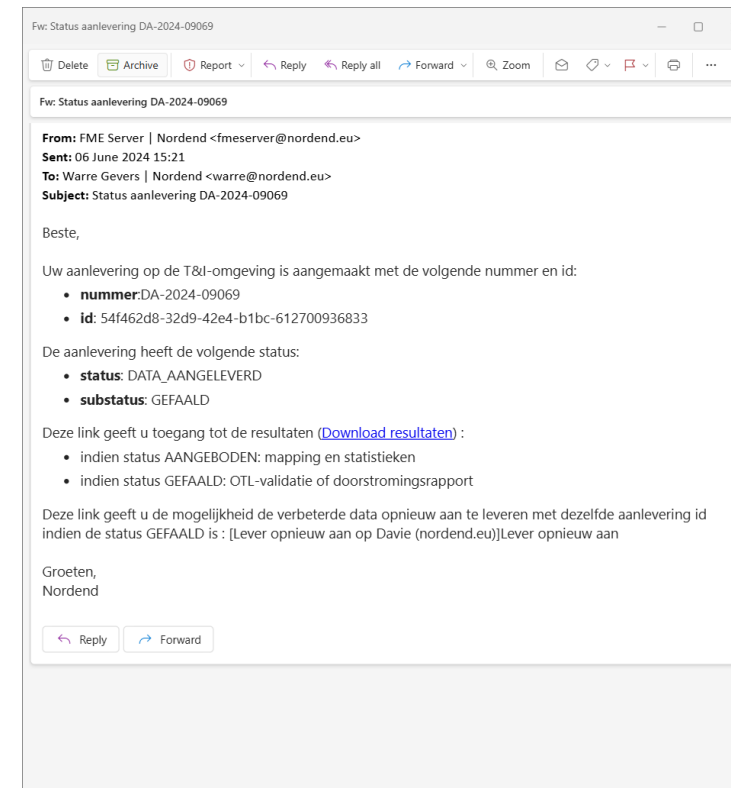 Fw: Status aanlevering DA-2024-09069
Delete Archive Report Reply Reply all Forward Zoom
Fw: Status aanlevering DA-2024-09069
From: FME Server | Nordend <fmeserver@nordend.eu>
Sent: 06 June 2024 15:21
To: Warre Gevers | Nordend <warre@nordend.eu>
Subject: Status aanlevering DA-2024-09069
Beste,
Uw aanlevering op de T&I-omgeving is aangemaakt met de volgende nummer en id:
• nummer:DA-2024-09069
• id: 54f462d8-32d9-42e4-b1bc-612700936833
De aanlevering heeft de volgende status:
• status: DATA_AANGELEVERD
• substatus: GEFAALD
Deze link geeft u toegang tot de resultaten (Download resultaten) :
• indien status AANGEBODEN: mapping en statistieken
• indien status GEFAALD: OTL-validatie of doorstromingsrapport
Deze link geeft u de mogelijkheid de verbeterde data opnieuw aan te leveren met dezelfde aanlevering id
indien de status GEFAALD is : [Lever opnieuw aan op Davie (nordend.eu)]Lever opnieuw aan
Groeten,
Nordend
Reply Forward